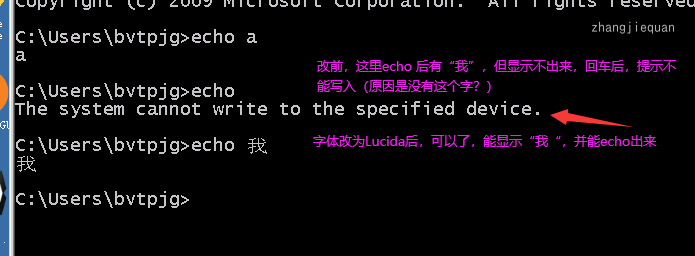 Copyright (c) 2009 Microsoft Corporation.  All rights reserved
zhangjiequan
C:\Users\bvtpjg>echo a
a
改前，这里echo 后有“我”，但显示不出来，回车后，提示不能写入（原因是没有这个字？）
C:\Users\bvtpjg>echo
The system cannot write to the specified device.
字体改为Lucida后，可以了，能显示“我“，并能echo出来
C:\Users\bvtpjg>echo 我
我
C:\Users\bvtpjg>